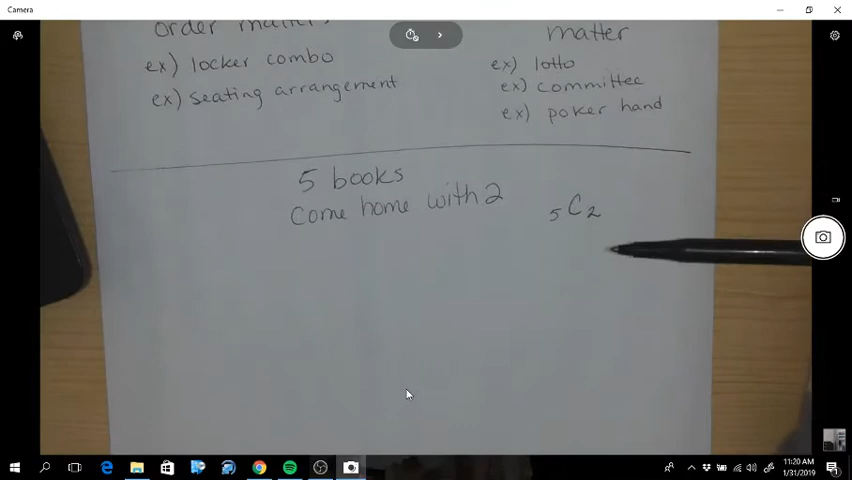 Camera
order matters
matter
ex) locker combo
ex) lotto
ex) seating arrangement
ex) committee
ex) poker hand
5 books
Come home with 2
5C2
11:20 AM
1/31/2019